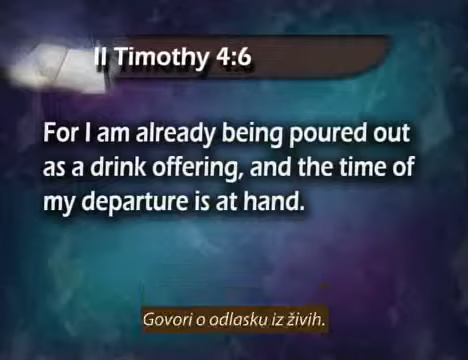 II Timothy 4:6
For I am already being poured out
as a drink offering, and the time of
my departure is at hand.
Govori o odlasku iz živih.